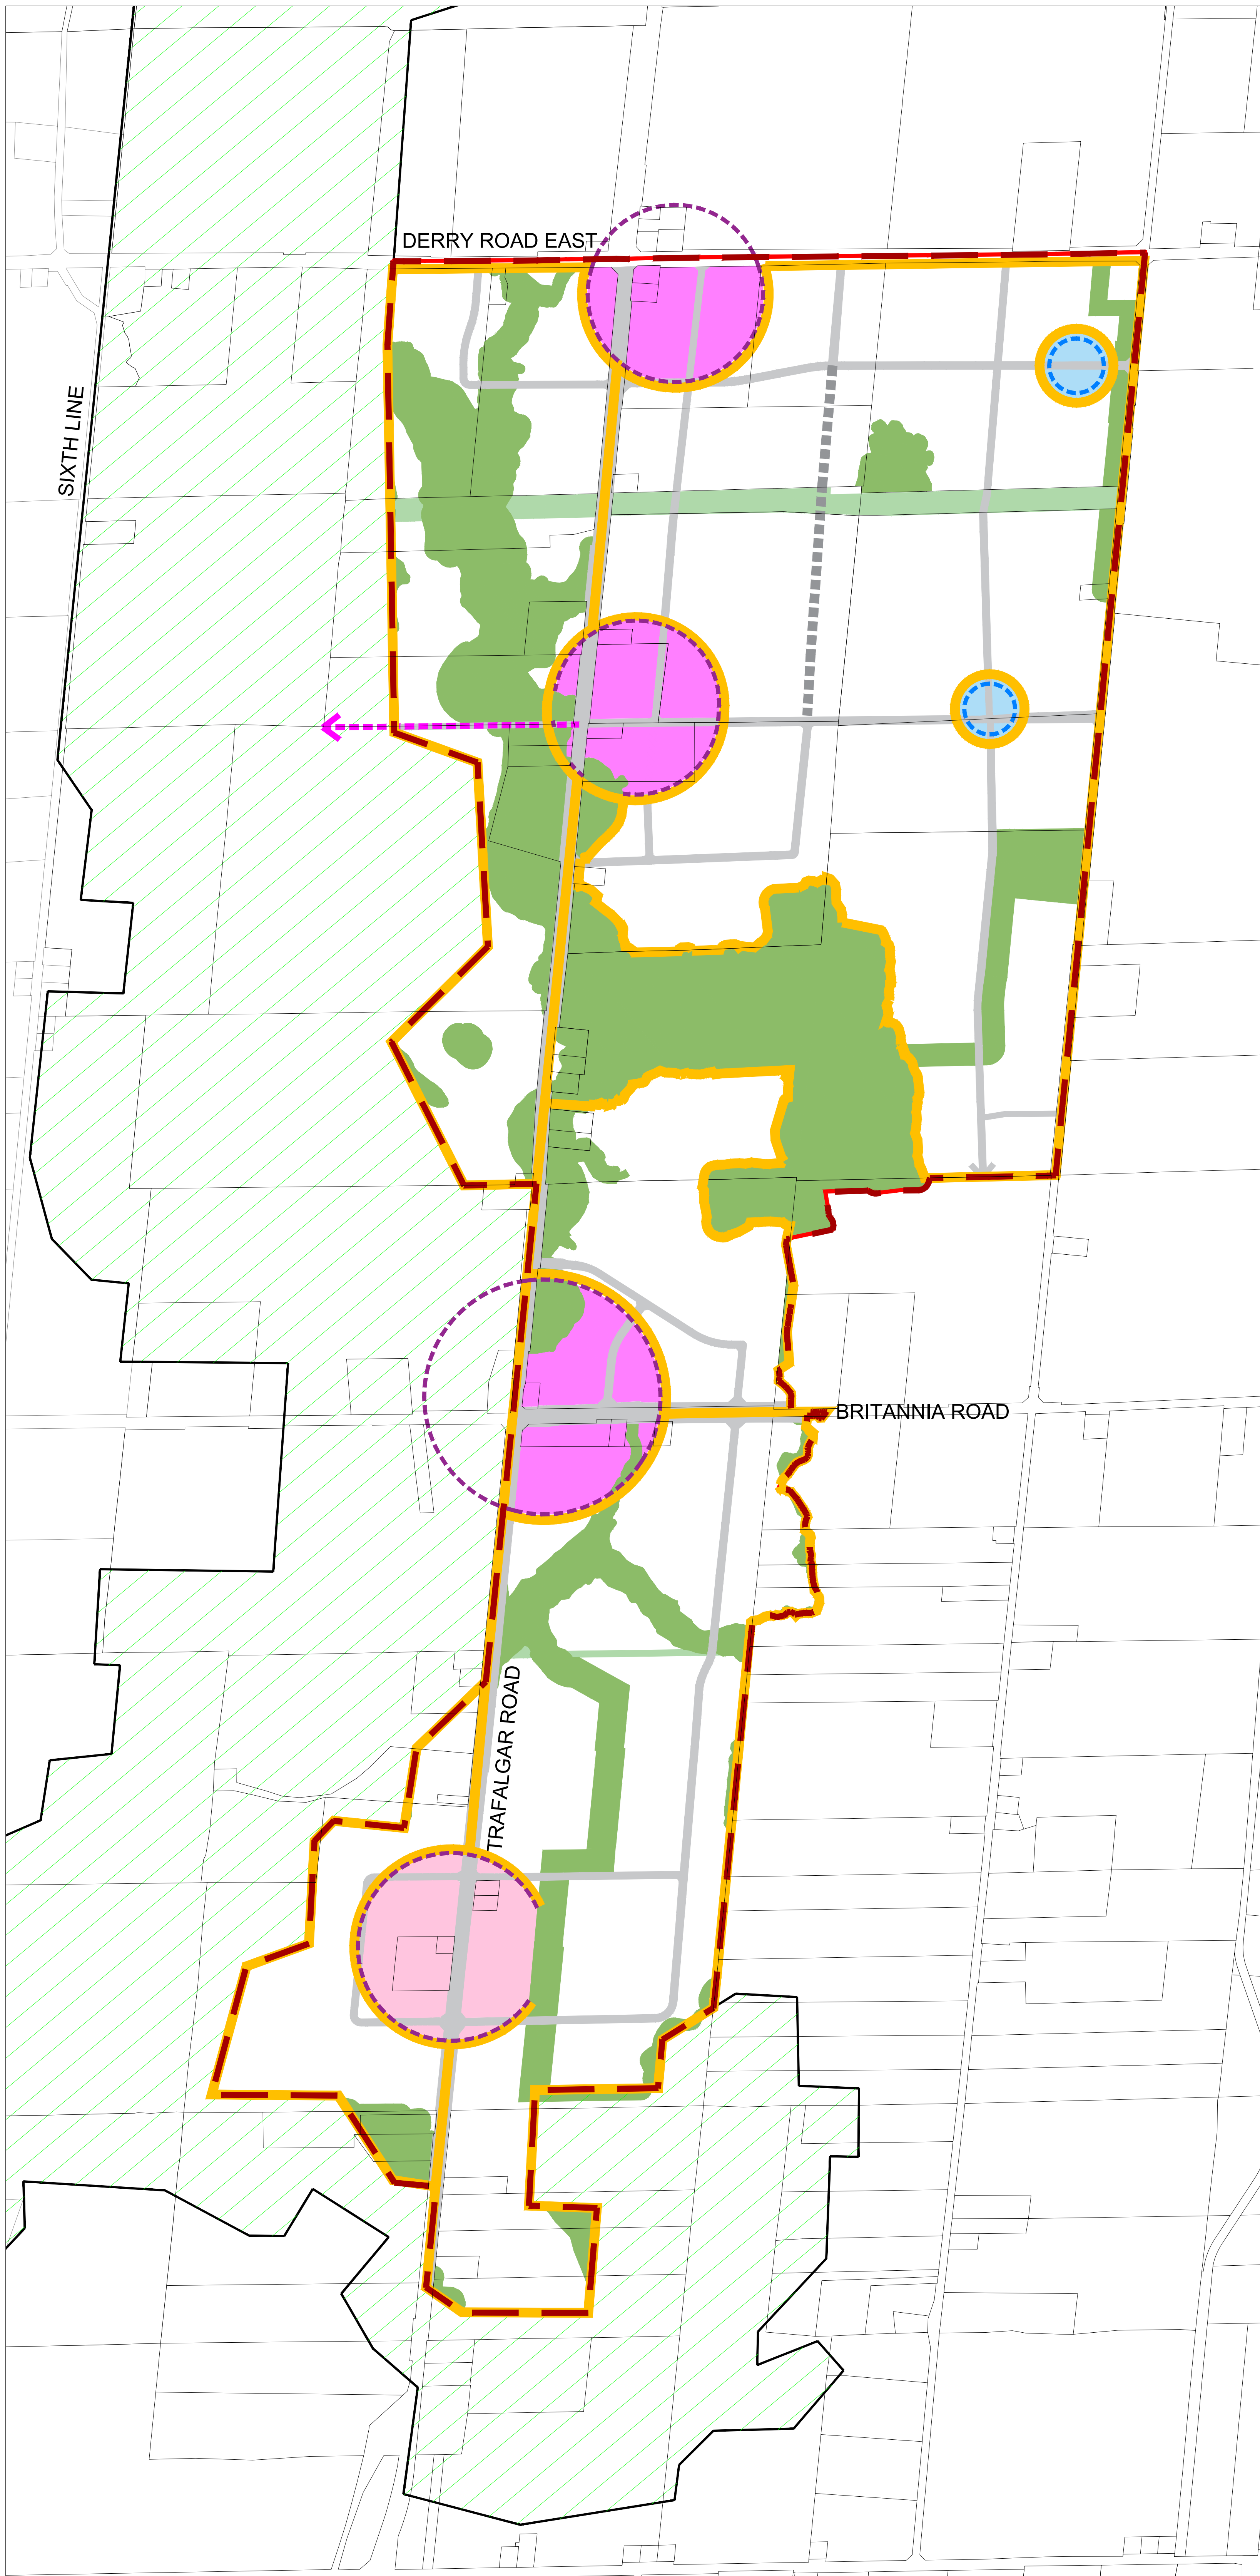 DERRY ROAD EAST
SIXTH LINE
BRITANNIA ROAD
TRAFALGAR ROAD